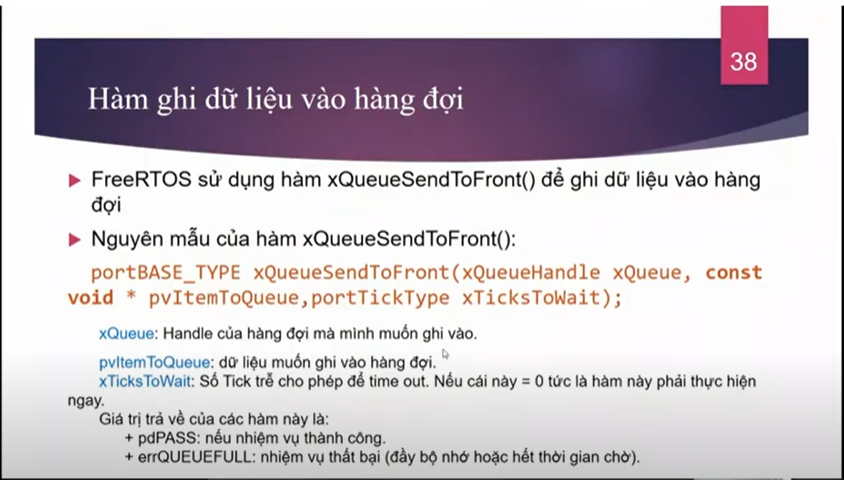 38
Hàm ghi dữ liệu vào hàng đợi
FreeRTOS sử dụng hàm xQueueSendToFront() để ghi dữ liệu vào hàng
đợi
Nguyên mẫu của hàm xQueueSendToFront():
portBASE_TYPE xQueueSendToFront(xQueueHandle xQueue, const
void * pvItemToQueue,portTickType xTicksToWait);
xQueue: Handle của hàng đợi mà mình muốn ghi vào.
pvItemToQueue: dữ liệu muốn ghi vào hàng đợi.
xTicksToWait: Số Tick trễ cho phép để time out. Nếu cái này = 0 tức là hàm này phải thực hiện
ngay.
Giá trị trả về của các hàm này là:
+ pdPASS: nếu nhiệm vụ thành công.
+ errQUEUEFULL: nhiệm vụ thất bại (đầy bộ nhớ hoặc hết thời gian chờ).